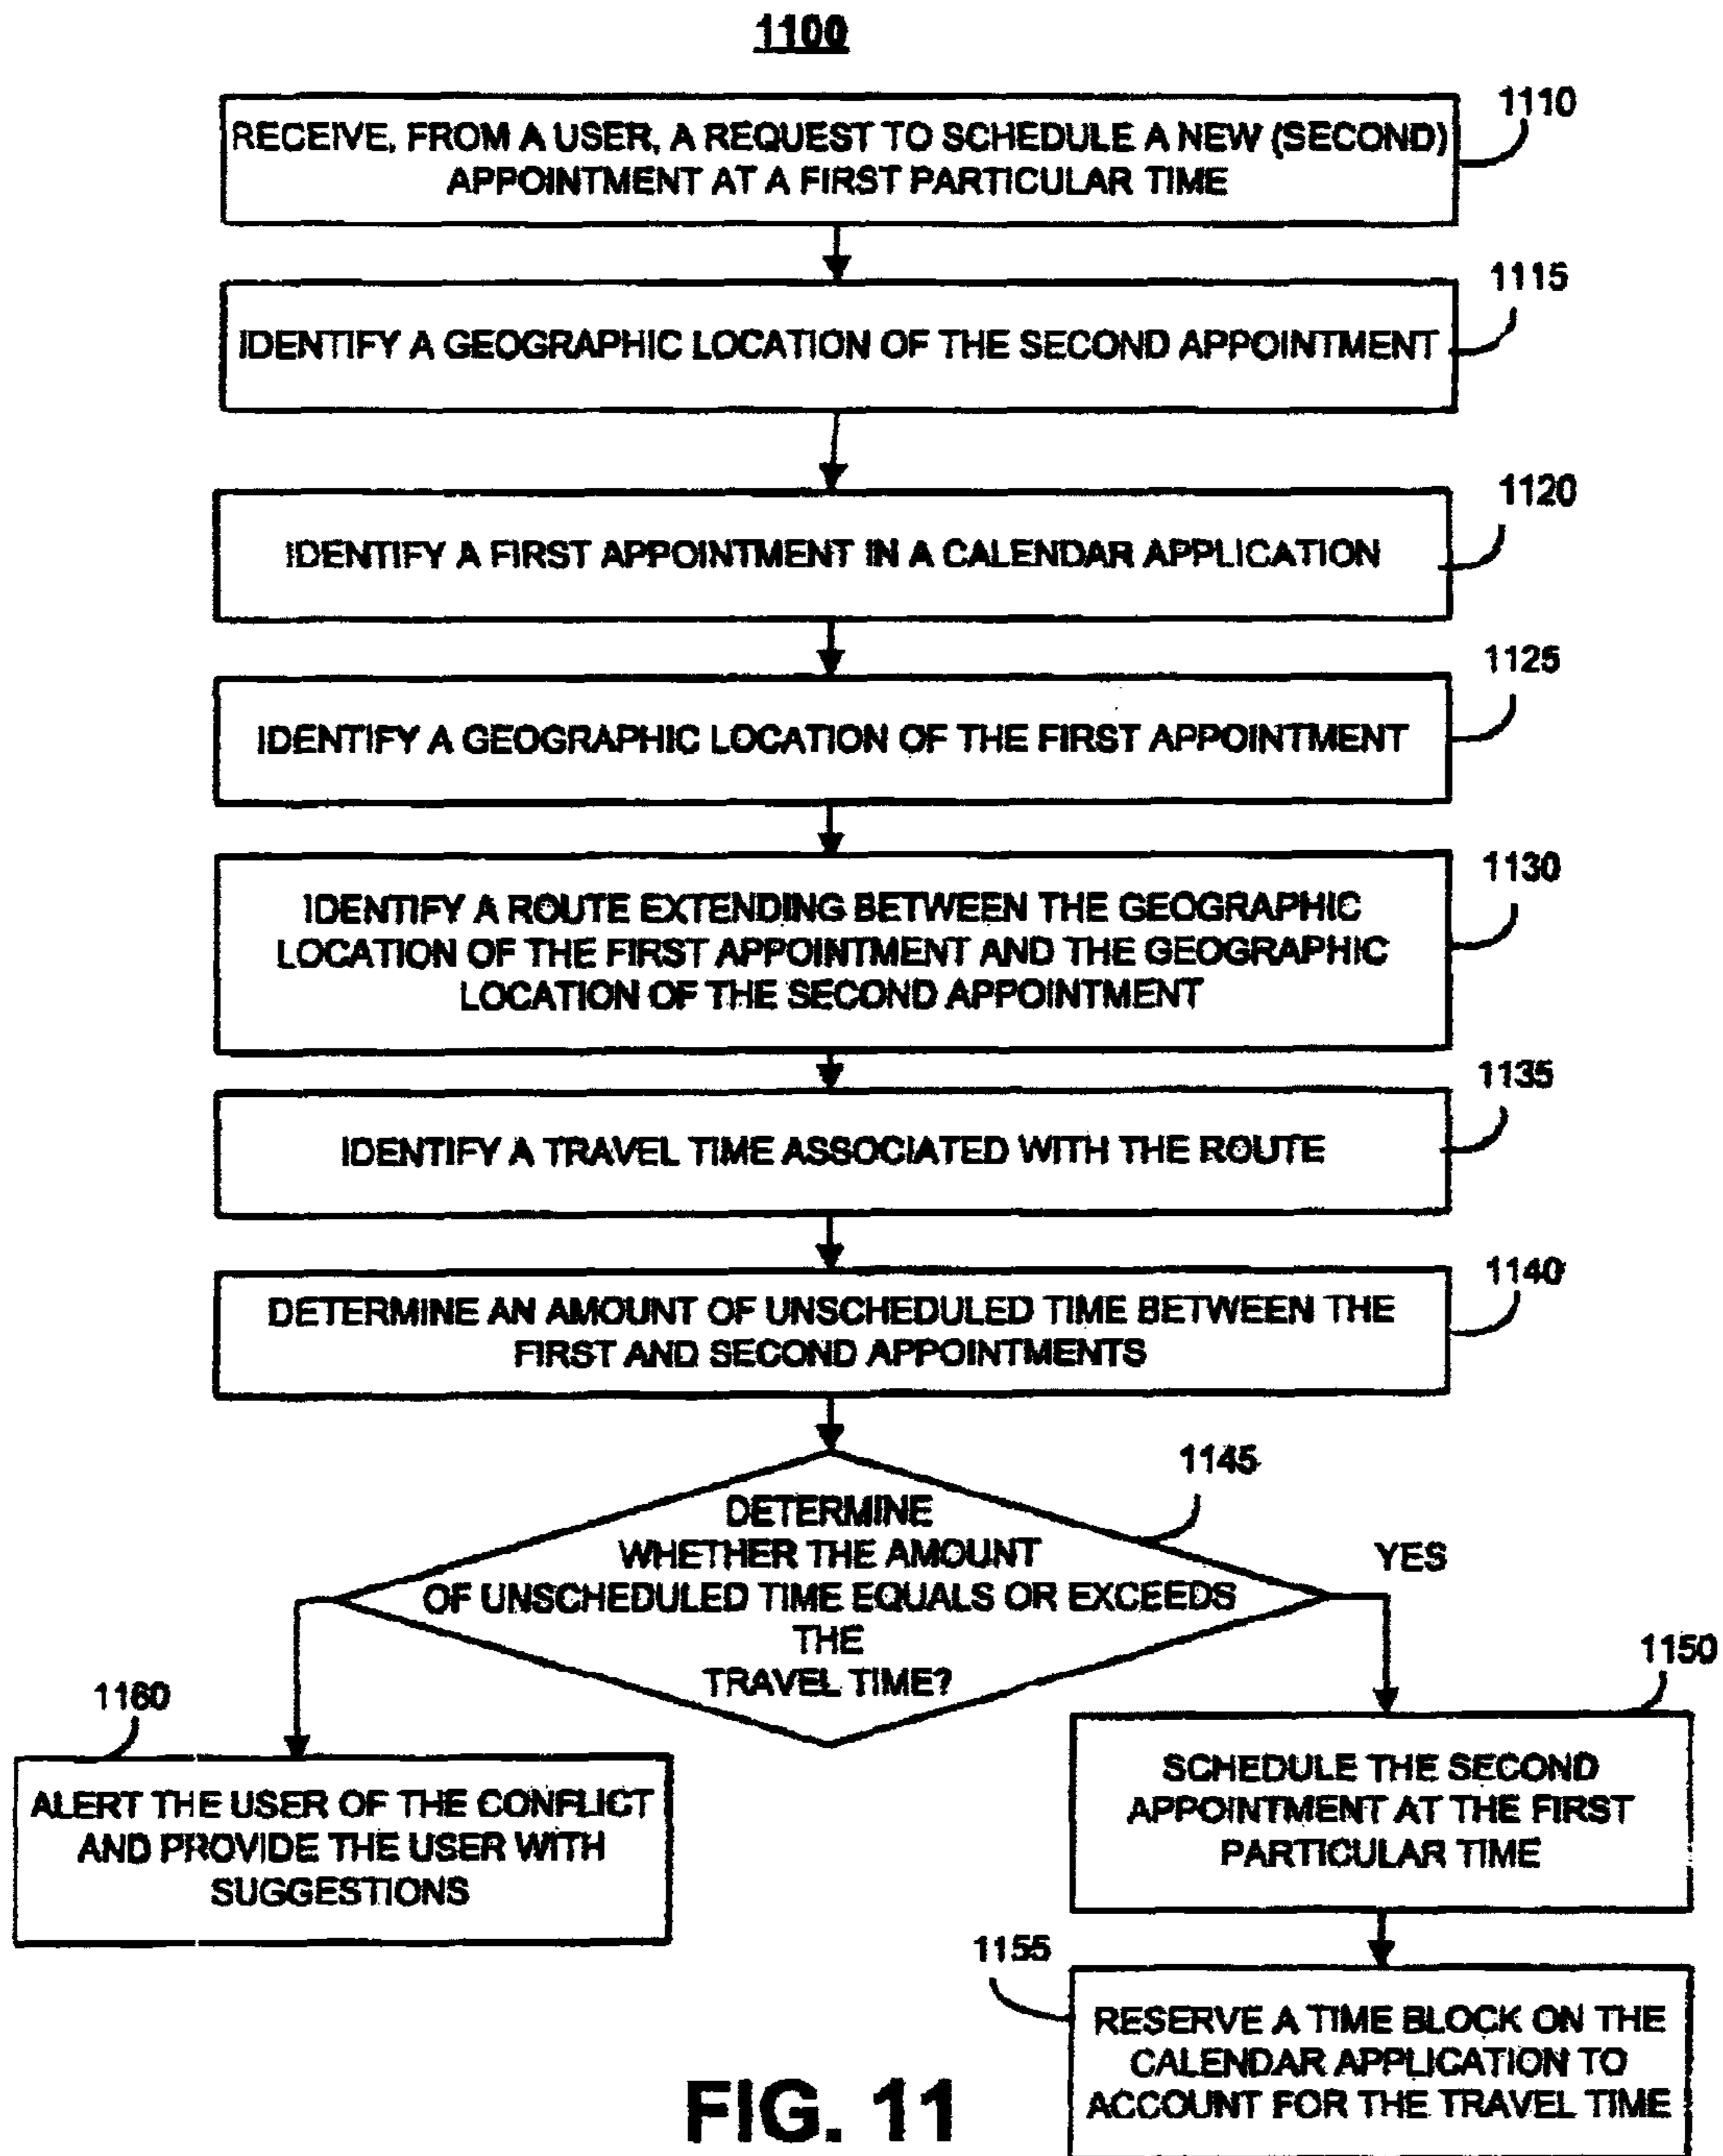 1100
1110
RECEIVE, FROM A USER, A REQUEST TO SCHEDULE A NEW (SECOND)
APPOINTMENT AT A FIRST PARTICULAR TIME
1115
IDENTIFY A GEOGRAPHIC LOCATION OF THE SECOND APPOINTMENT
1120
IDENTIFY A FIRST APPOINTMENT IN A CALENDAR APPLICATION
1125
IDENTIFY A GEOGRAPHIC LOCATION OF THE FIRST APPOINTMENT
1130
IDENTIFY A ROUTE EXTENDING BETWEEN THE GEOGRAPHIC
LOCATION OF THE FIRST APPOINTMENT AND THE GEOGRAPHIC
LOCATION OF THE SECOND APPOINTMENT
1135
IDENTIFY A TRAVEL TIME ASSOCIATED WITH THE ROUTE
1140
DETERMINE AN AMOUNT OF UNSCHEDULED TIME BETWEEN THE
FIRST AND SECOND APPOINTMENTS
1145
DETERMINE
WHETHER THE AMOUNT
OF UNSCHEDULED TIME EQUALS OR EXCEEDS
THE
TRAVEL TIME?
YES
1160
ALERT THE USER OF THE CONFLICT
AND PROVIDE THE USER WITH
SUGGESTIONS
1150
SCHEDULE THE SECOND
APPOINTMENT AT THE FIRST
PARTICULAR TIME
1155
RESERVE A TIME BLOCK ON THE
CALENDAR APPLICATION TO
ACCOUNT FOR THE TRAVEL TIME
FIG. 11